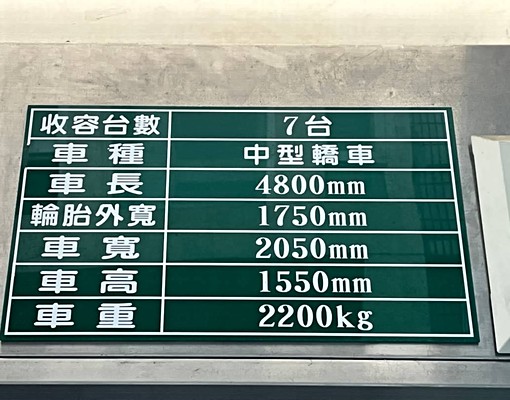 收容台數 7台
車種 中型轎車
車長 4800mm
輪胎外寬 1750mm
車寬 2050mm
車高 1550mm
車重 2200kg